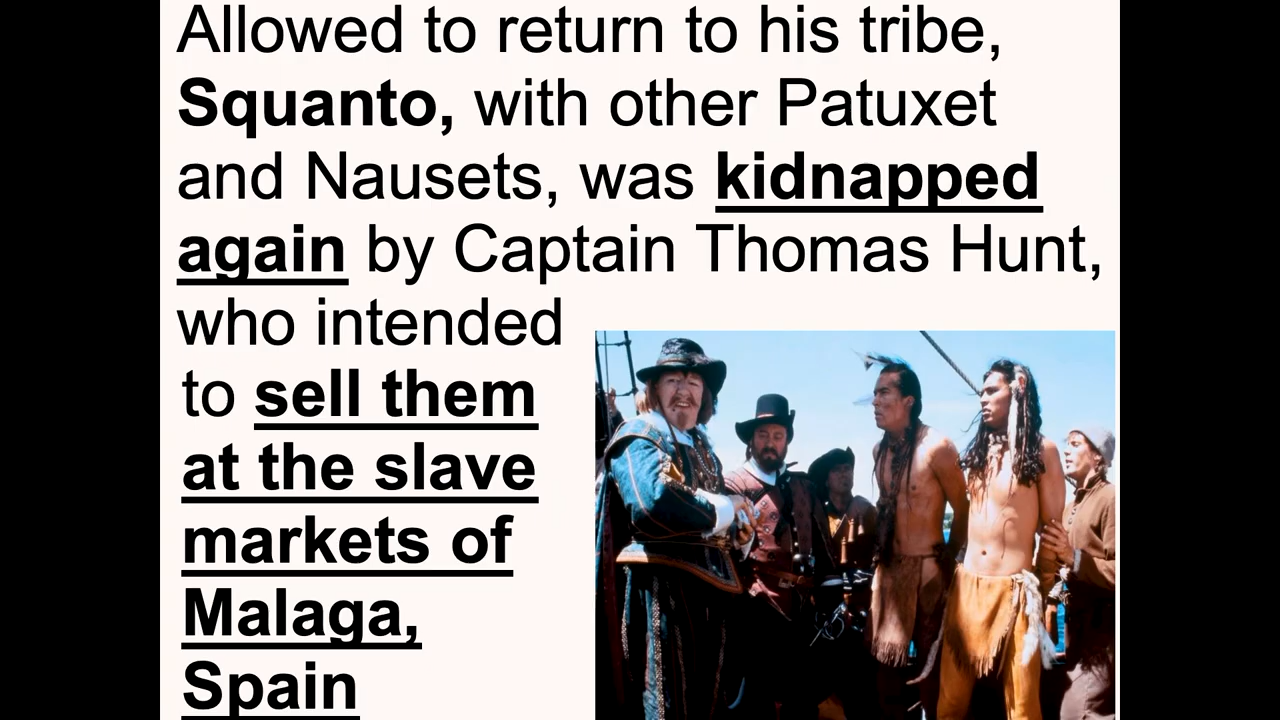 Allowed to return to his tribe,
Squanto, with other Patuxet
and Nausets, was kidnapped
again by Captain Thomas Hunt,
who intended
to sell them
at the slave
markets of
Malaga,
Spain